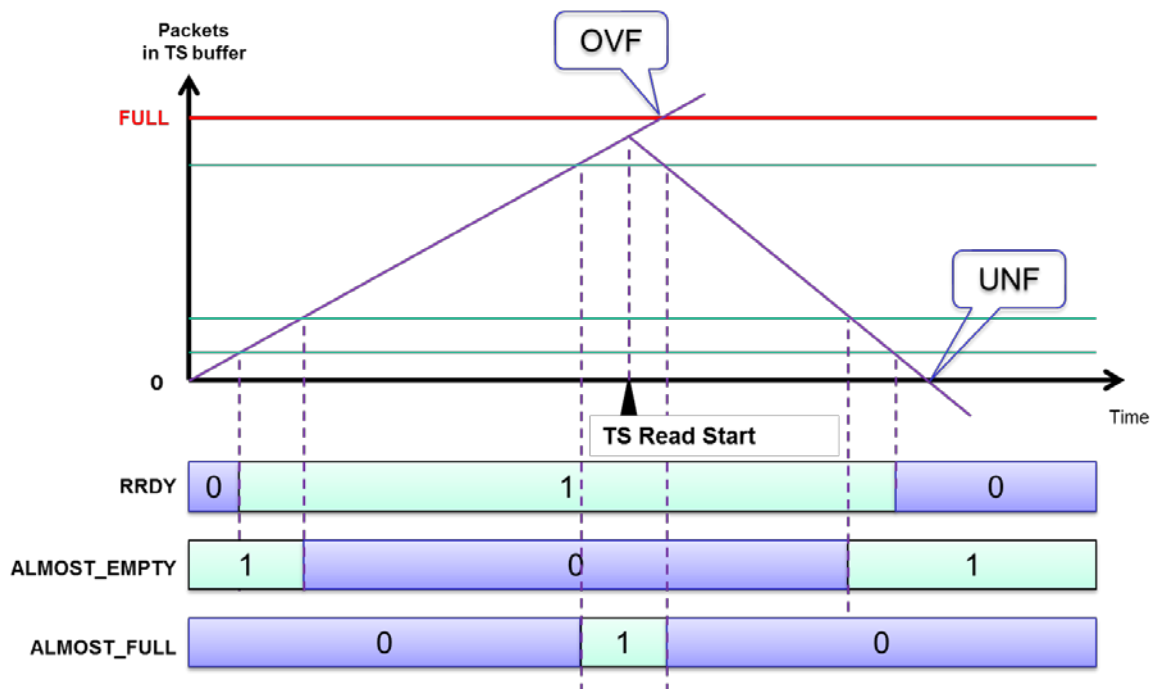 Packets
in TS buffer
OVF
FULL
UNF
0
Time
TS Read Start
RRDY 0 1 0
ALMOST_EMPTY 1 0 1
ALMOST_FULL 0 1 0